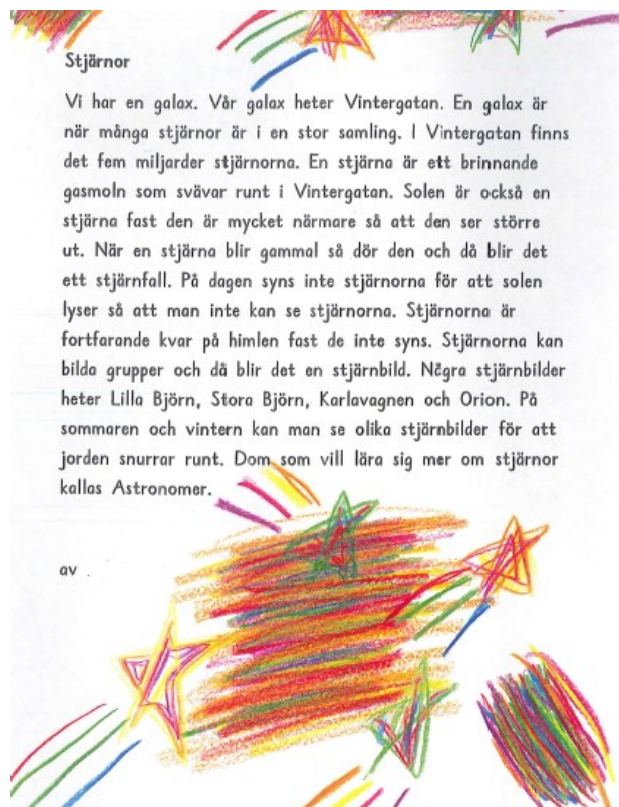 Stjärnor
Vi har en galax. Vår galax heter Vintergatan. En galax är
när många stjärnor är i en stor samling. I Vintergatan finns
det fem miljarder stjärnorna. En stjärna är ett brinnande
gasmoln som svävar runt i Vintergatan. Solen är också en
stjärna fast den är mycket närmare så att den ser större
ut. När en stjärna blir gammal så dör den och då blir det
ett stjärnfall. På dagen syns inte stjärnorna för att solen
lyser så att man inte kan se stjärnorna. Stjärnorna är
fortfarande kvar på himlen fast de inte syns. Stjärnorna kan
bilda grupper och då blir det en stjärnbild. Några stjärnbilder
heter Lilla Björn, Stora Björn, Karlavagnen och Orion. På
sommaren och vintern kan man se olika stjärnbilder för att
jorden snurrar runt. Dom som vill lära sig mer om stjärnor
kallas Astronomer.
av